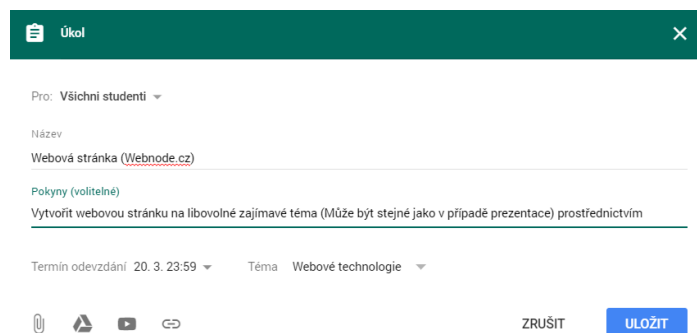 Úkol
Pro: Všichni studenti
Název
Webová stránka (Webnode.cz)
Pokyny (volitelné)
Vytvořit webovou stránku na libovolné zajímavé téma (Může být stejné jako v případě prezentace) prostřednictvím
Termín odevzdání 20. 3. 23:59 Téma Webové technologie
ZRUŠIT ULOŽIT